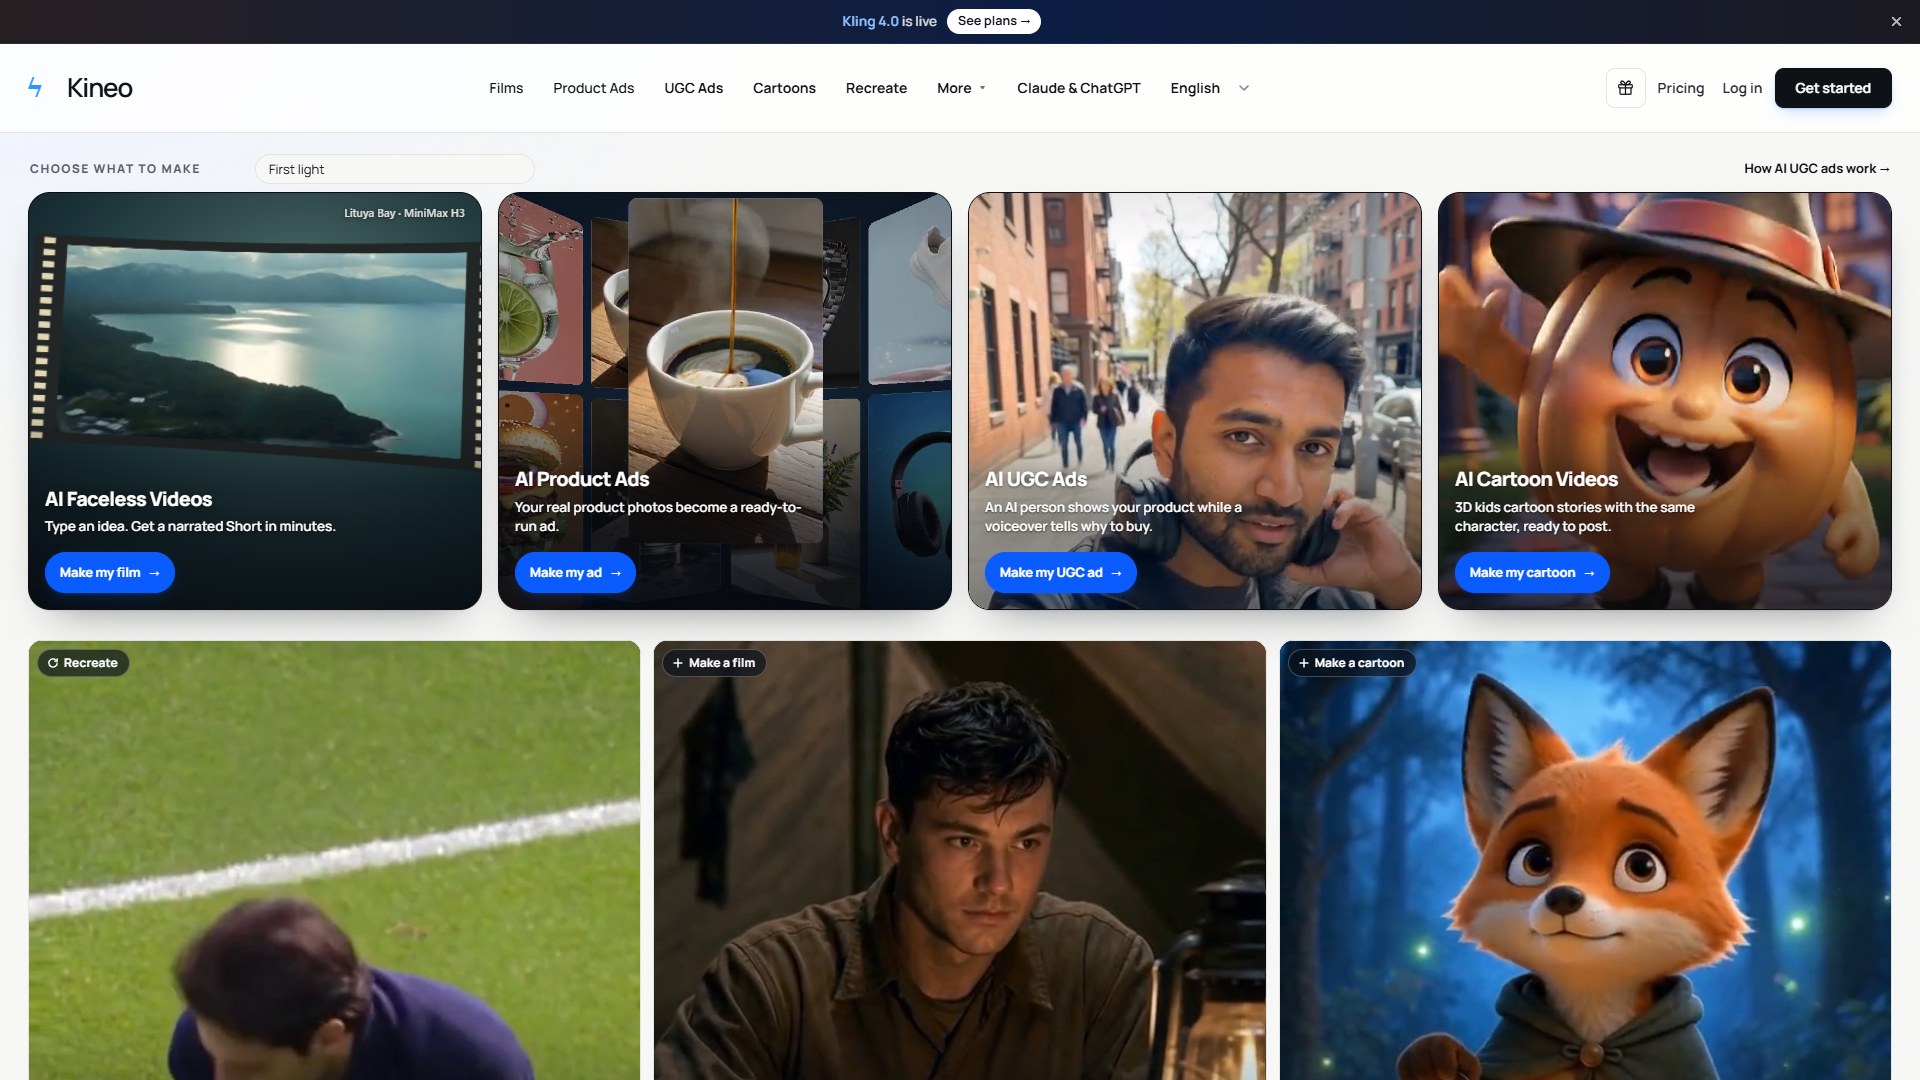 Kling 4.0 is live See plans →
Kineo
Films Product Ads UGC Ads Cartoons Recreate More Claude & ChatGPT English Pricing Log in Get started
CHOOSE WHAT TO MAKE
First light
How AI UGC ads work →
Lituya Bay · MiniMax H3
AI Faceless Videos
Type an idea. Get a narrated Short in minutes.
Make my film →
AI Product Ads
Your real product photos become a ready-to-
run ad.
Make my ad →
AI UGC Ads
An AI person shows your product while a
voiceover tells why to buy.
Make my UGC ad →
AI Cartoon Videos
3D kids cartoon stories with the same
character, ready to post.
Make my cartoon →
Recreate
+ Make a film
+ Make a cartoon